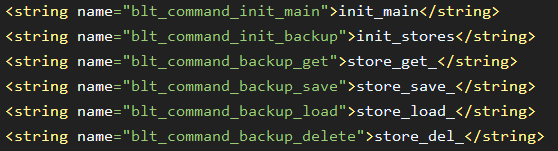 <string name="blt_command_init_main">init_main</string>
<string name="blt_command_init_backup">init_stores</string>
<string name="blt_command_backup_get">store_get_</string>
<string name="blt_command_backup_save">store_save_</string>
<string name="blt_command_backup_load">store_load_</string>
<string name="blt_command_backup_delete">store_del_</string>